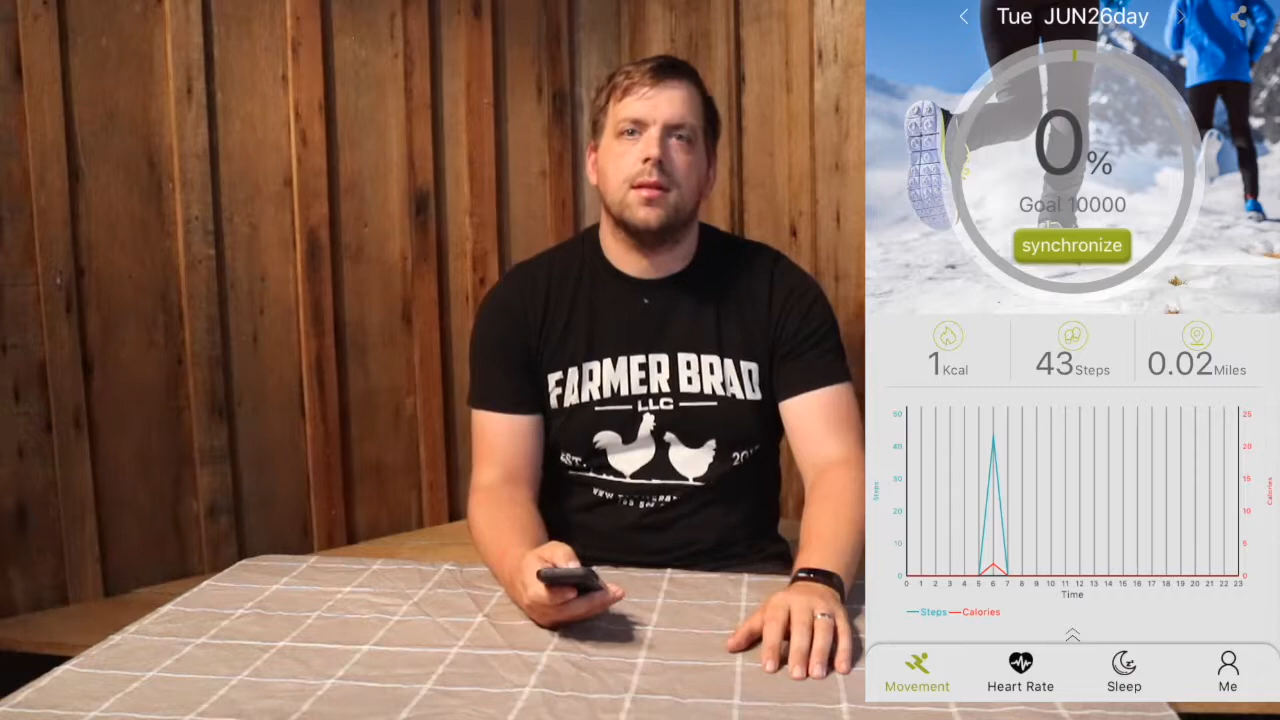 FARMER BRAD
LLC
EST.
Tue JUN26day
0%
Goal 10000
synchronize
1Kcal
43Steps
0.02Miles
50
40
30
20
10
0
Steps
25
20
15
10
5
0
Calories
0 1 2 3 4 5 6 7 8 9 10 11 12 13 14 15 16 17 18 19 20 21 22 23
Time
Steps
Calories
Movement
Heart Rate
Sleep
Me